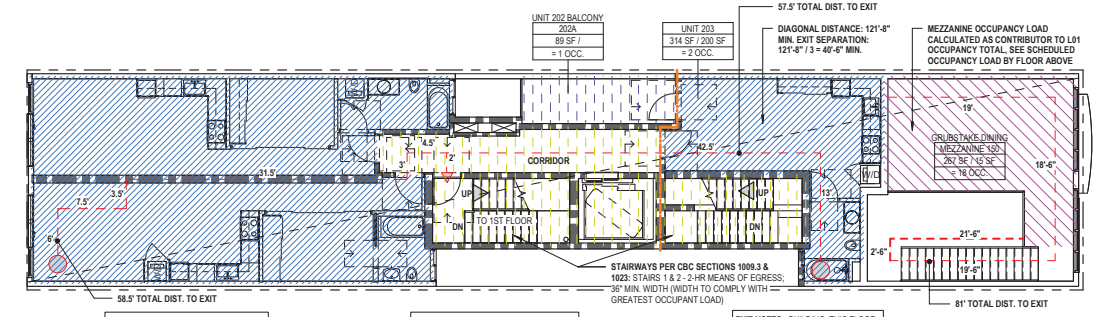 57.5' TOTAL DIST. TO EXIT
UNIT 202 BALCONY
202A
89 SF /
= 1 OCC.
UNIT 203
314 SF / 200 SF
= 2 OCC.
DIAGONAL DISTANCE: 121'-8"
MIN. EXIT SEPARATION:
121'-8" / 3 = 40'-6" MIN.
MEZZANINE OCCUPANCY LOAD
CALCULATED AS CONTRIBUTOR TO L01
OCCUPANCY TOTAL, SEE SCHEDULED
OCCUPANCY LOAD BY FLOOR ABOVE
19'
GRUBSTAKE DINING
MEZZANINE 150
267 SF / 15 SF
= 18 OCC.
18'-6"
4.5'
2'
3'
CORRIDOR
42.5'
31.5'
W/D
13'
3.5'
7.5'
6'
UP
UP
DN
TO 1ST FLOOR
DN
21'-6"
2'-6"
19'-6"
STAIRWAYS PER CBC SECTIONS 1009.3 &
1023: STAIRS 1 & 2 - 2-HR MEANS OF EGRESS;
36" MIN. WIDTH (WIDTH TO COMPLY WITH
GREATEST OCCUPANT LOAD)
58.5' TOTAL DIST. TO EXIT
81' TOTAL DIST. TO EXIT